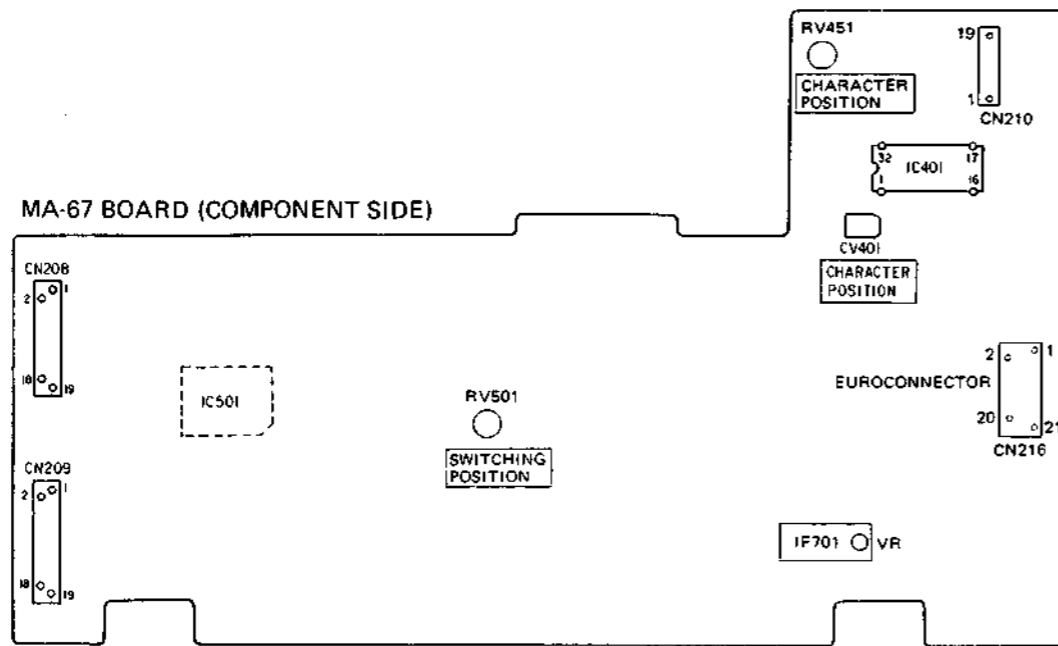 RV451
19
CHARACTER
POSITION
1
CN210
32
17
IC401
1
16
MA-67 BOARD (COMPONENT SIDE)
CV401
CHARACTER
POSITION
CN208
2
1
18
19
IC501
RV501
SWITCHING
POSITION
2
1
EUROCONNECTOR
20
21
CN216
CN209
2
1
18
19
IF701
VR